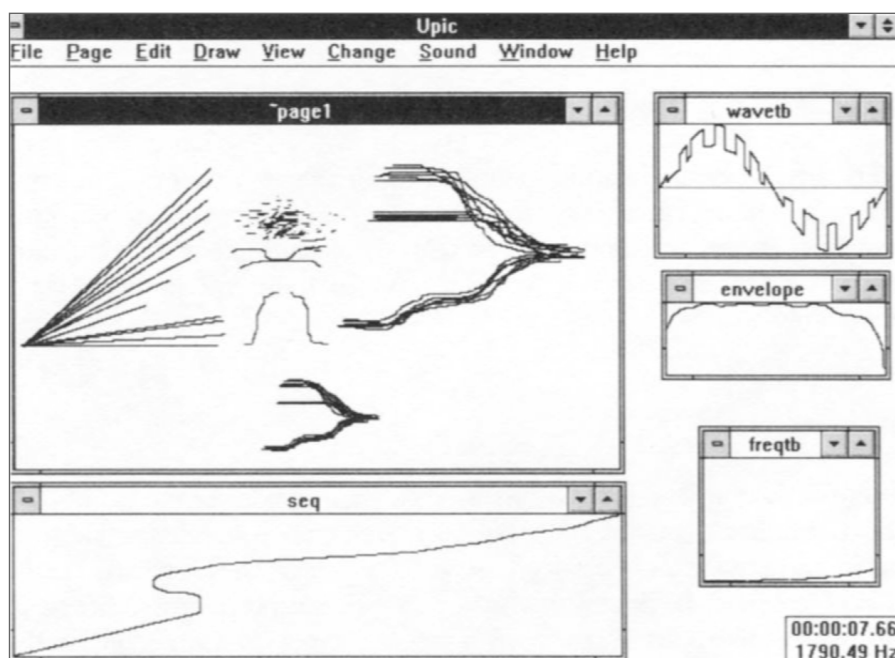 Upic
File Page Edit Draw View Change Sound Window Help
~page1
wavetb
envelope
freqtb
seq
00:00:07.66
1790.49 Hz